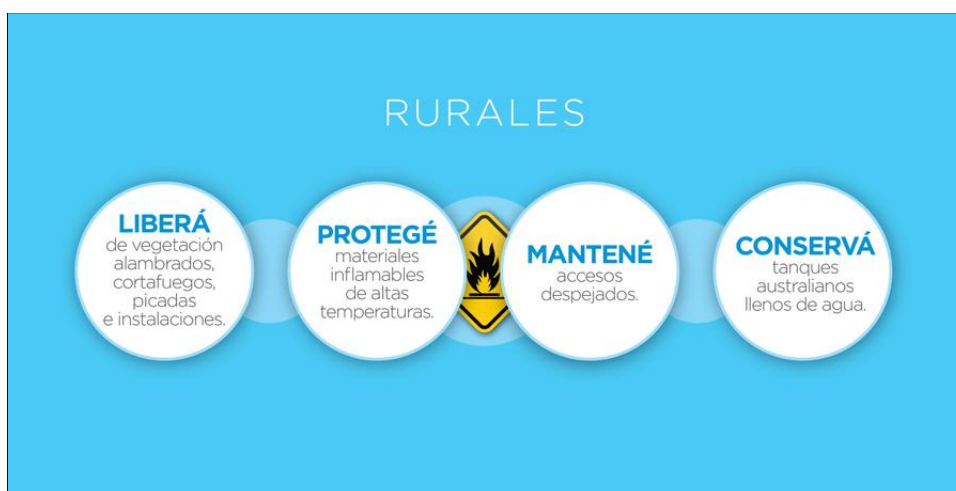 RURALES
LIBERÁ
de vegetación
alambrados,
cortafuegos,
picadas
e instalaciones.
PROTEGÉ
materiales
inflamables
de altas
temperaturas.
MANTENÉ
accesos
despejados.
CONSERVÁ
tanques
australianos
llenos de agua.